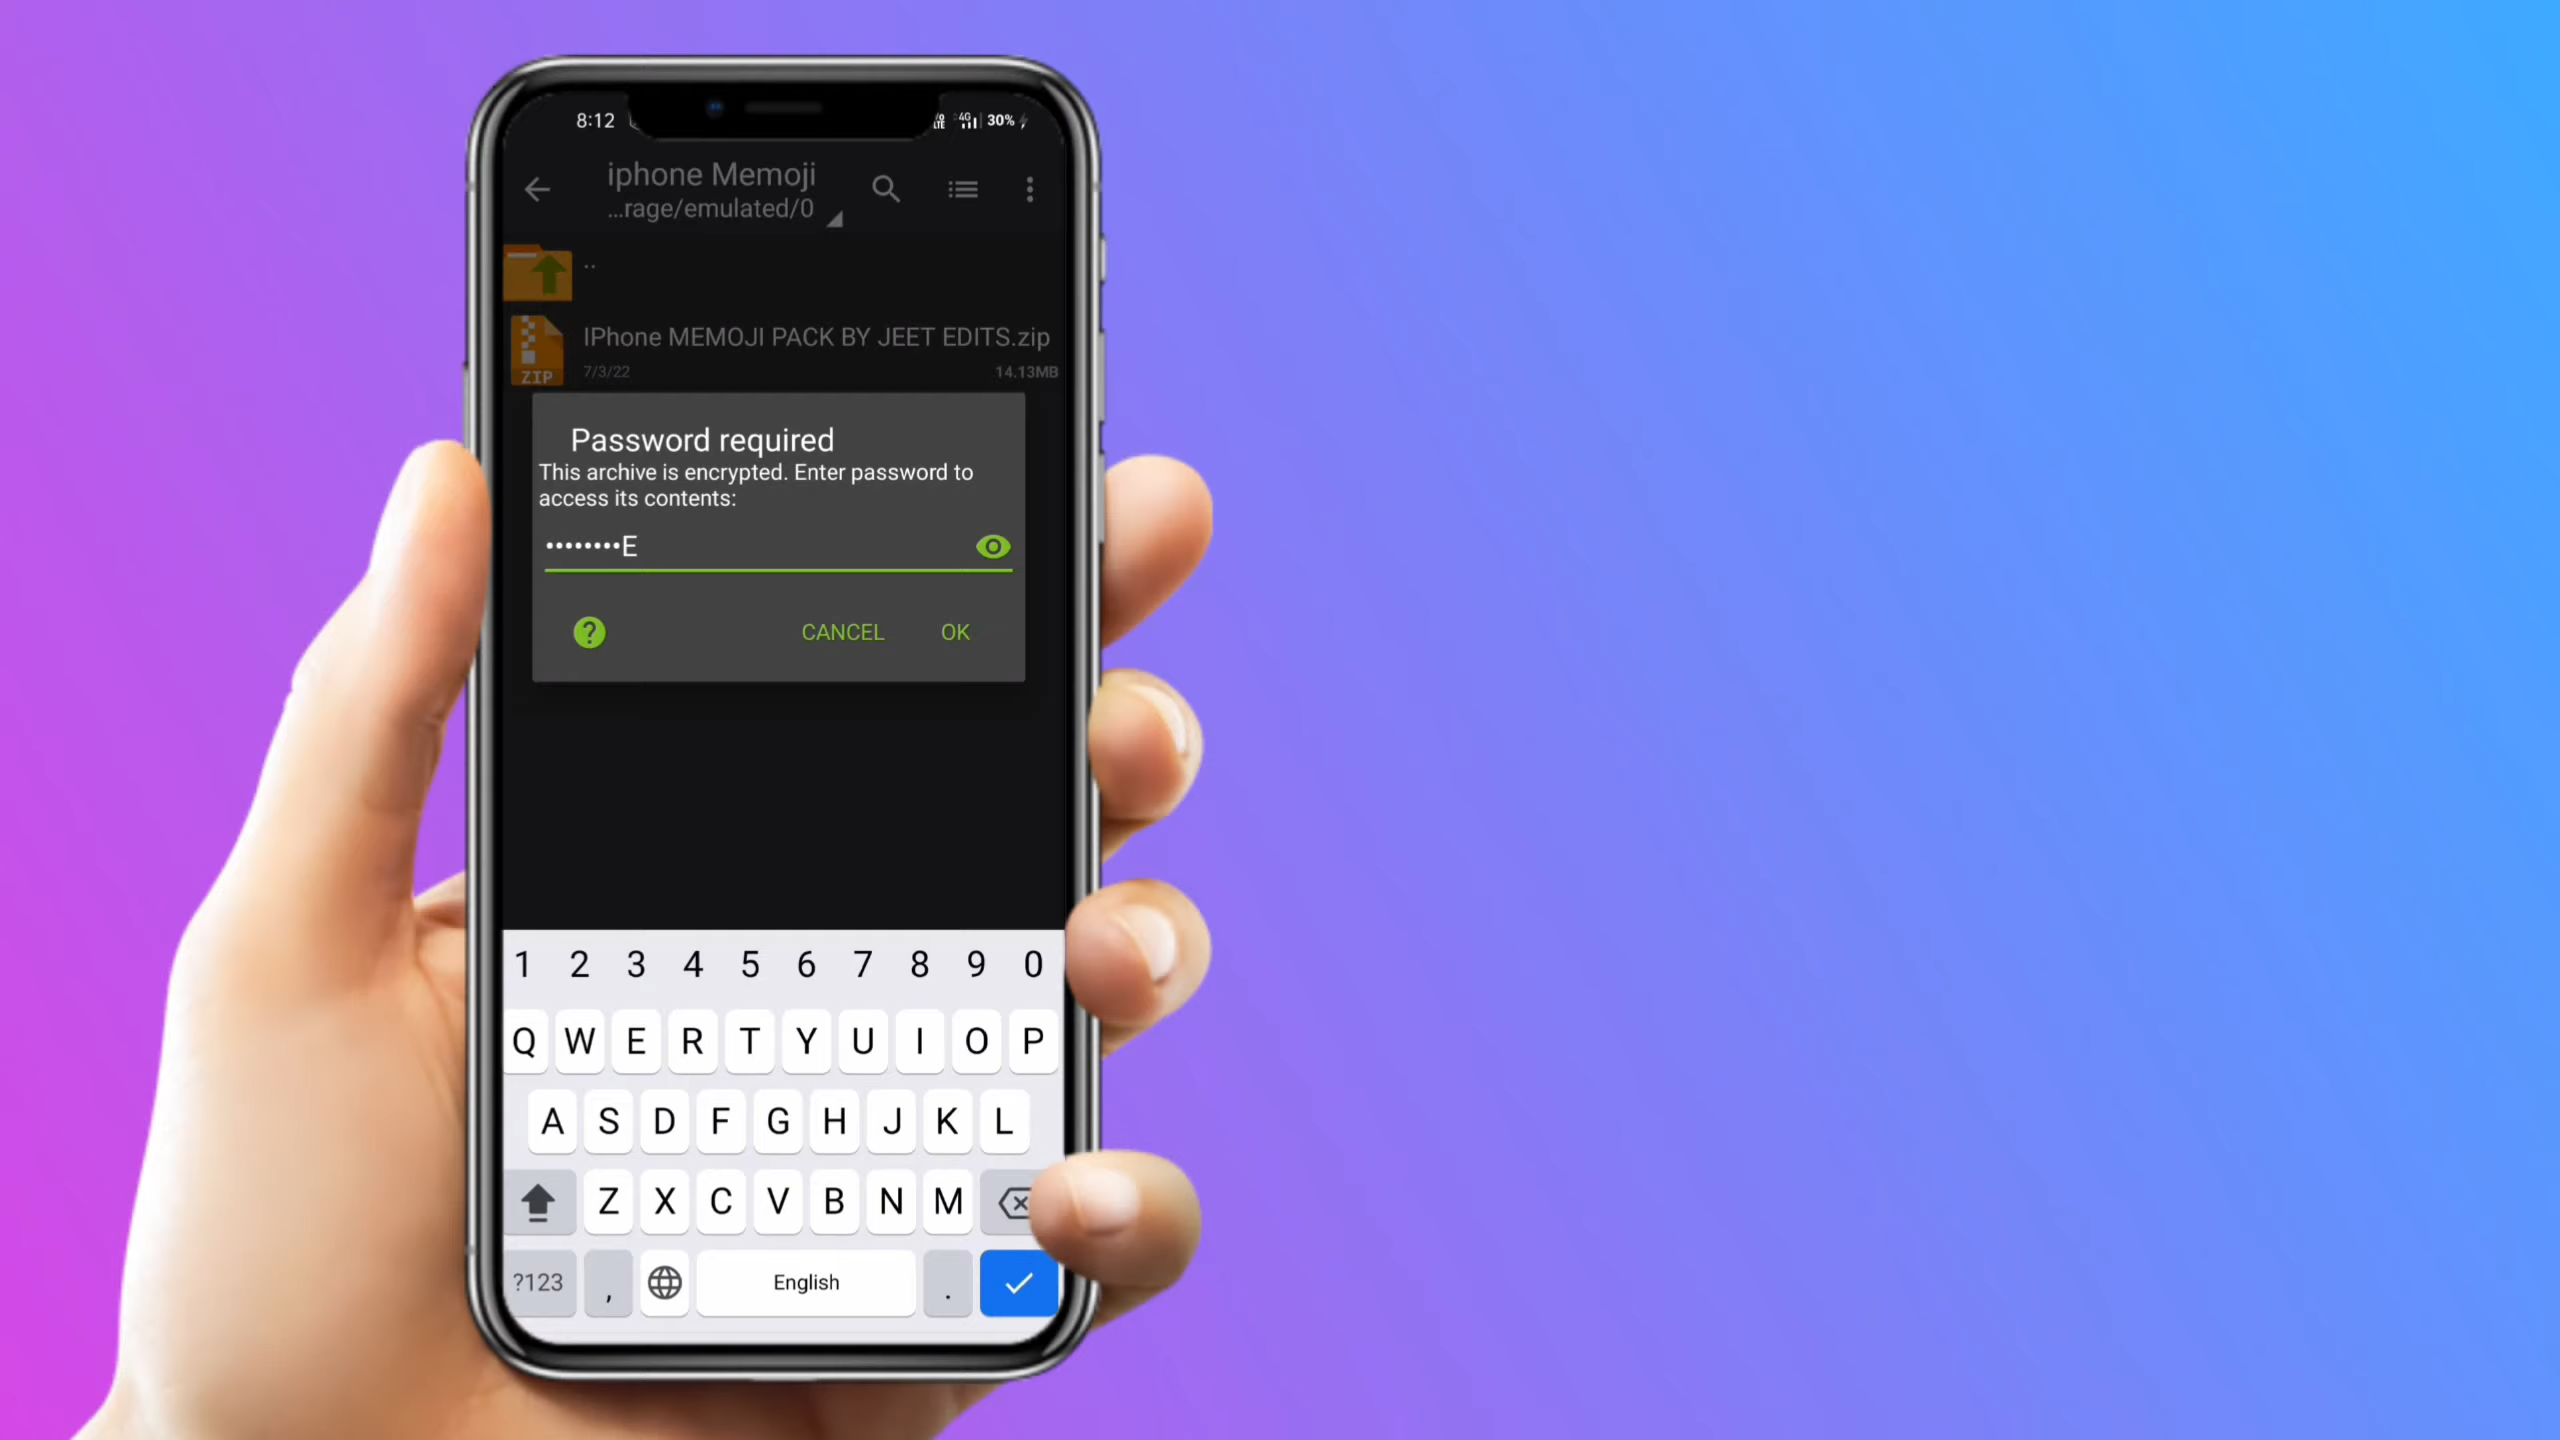 8:12 4G 30%
iphone Memoji
...rage/emulated/0
..
IPhone MEMOJI PACK BY JEET EDITS.zip
ZIP 7/3/22 14.13MB
Password required
This archive is encrypted. Enter password to
access its contents:
••••••••E
? CANCEL OK
1 2 3 4 5 6 7 8 9 0
Q W E R T Y U I O P
A S D F G H J K L
Z X C V B N M
?123 , English .